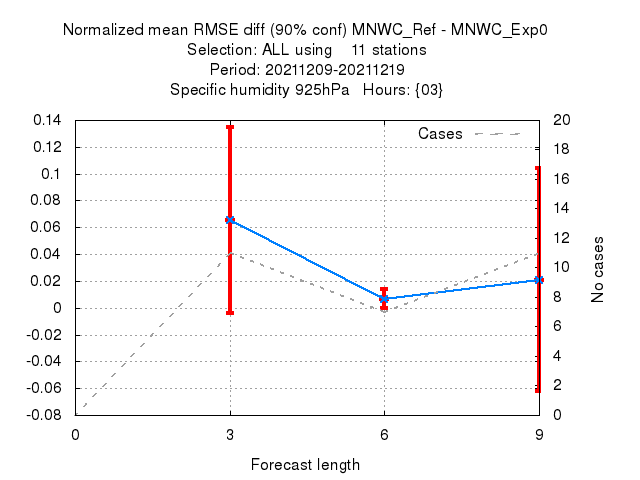 Normalized mean RMSE diff (90% conf) MNWC_Ref - MNWC_Exp0
Selection: ALL using 11 stations
Period: 20211209-20211219
Specific humidity 925hPa Hours: {03}
Cases
0.14
0.12
0.1
0.08
0.06
0.04
0.02
0
-0.02
-0.04
-0.06
-0.08
20
18
16
14
12
10
8
6
4
2
0
No cases
0 3 6 9
Forecast length